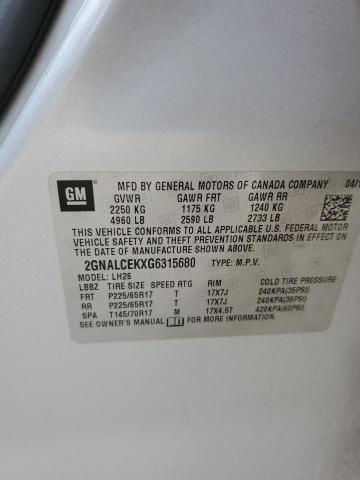 GM
MFD BY GENERAL MOTORS OF CANADA COMPANY 04/1
GVWR GAWR FRT GAWR RR
2250 KG 1175 KG 1240 KG
4960 LB 2590 LB 2733 LB
THIS VEHICLE CONFORMS TO ALL APPLICABLE U.S. FEDERAL MOTOR
VEHICLE SAFETY AND THEFT PREVENTION STANDARDS IN EFFECT ON
THE DATE OF MANUFACTURE SHOWN ABOVE.
2GNALCEKXG6315680 TYPE: M.P.V.
MODEL: LH26
LBBZ TIRE SIZE SPEED RTG RIM COLD TIRE PRESSURE
FRT P225/65R17 T 17X7J 240KPA(35PSI)
RR P225/65R17 T 17X7J 240KPA(35PSI)
SPA T145/70R17 M 17X4.5T 420KPA(60PSI)
SEE OWNER'S MANUAL FOR ADDITIONAL INFORMATION.